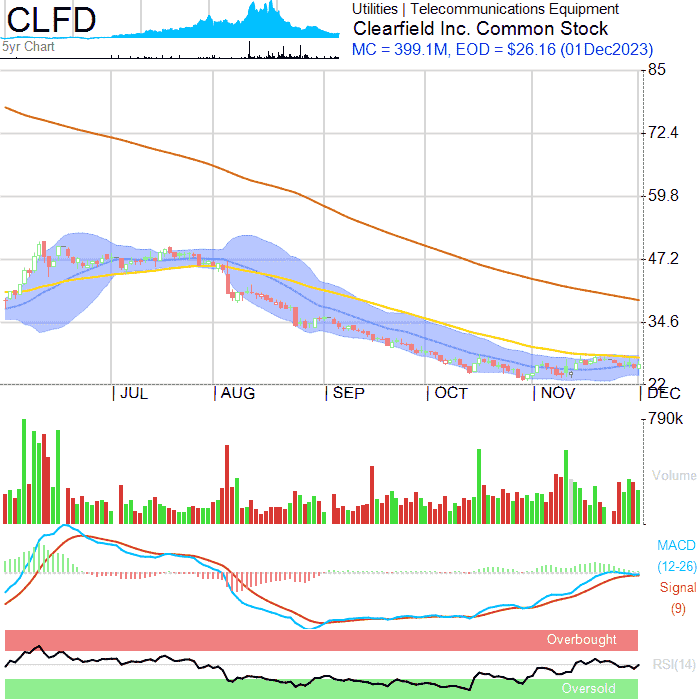 CLFD
5yr Chart
Utilities | Telecommunications Equipment
Clearfield Inc. Common Stock
MC = 399.1M, EOD = $26.16 (01Dec2023)
85
72.4
59.8
47.2
34.6
22
JUL
AUG
SEP
OCT
NOV
DEC
790k
Volume
MACD
(12-26)
Signal
(9)
Overbought
RSI(14)
Oversold